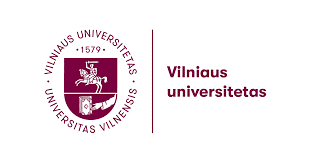 VILNIAUS UNIVERSITETAS
· 1579 ·
UNIVERSITAS VILNENSIS
Vilniaus
universitetas